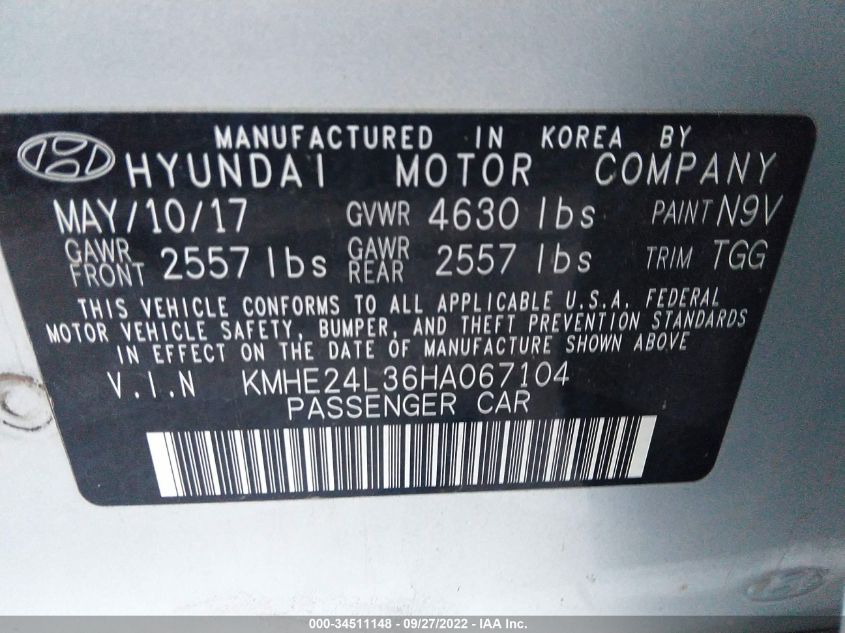 MANUFACTURED IN KOREA BY
HYUNDAI MOTOR COMPANY
MAY/10/17 GVWR 4630 lbs PAINT N9V
GAWR FRONT 2557 lbs GAWR REAR 2557 lbs TRIM TGG
THIS VEHICLE CONFORMS TO ALL APPLICABLE U.S.A. FEDERAL
MOTOR VEHICLE SAFETY, BUMPER, AND THEFT PREVENTION STANDARDS
IN EFFECT ON THE DATE OF MANUFACTURE SHOWN ABOVE
V.I.N KMHE24L36HA067104
PASSENGER CAR
000-34511148 - 09/27/2022 - IAA Inc.